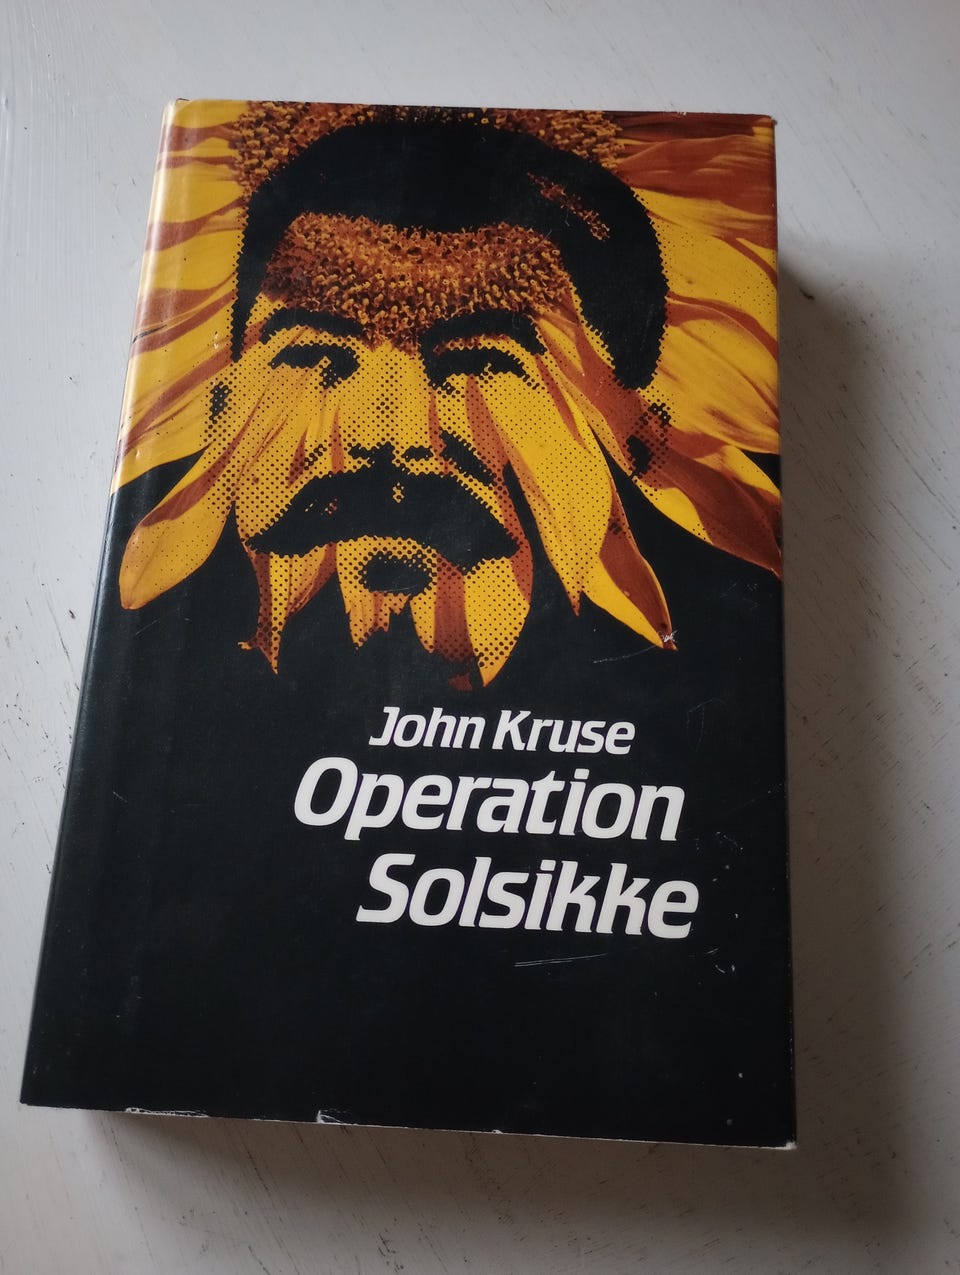 John Kruse
Operation
Solsikke